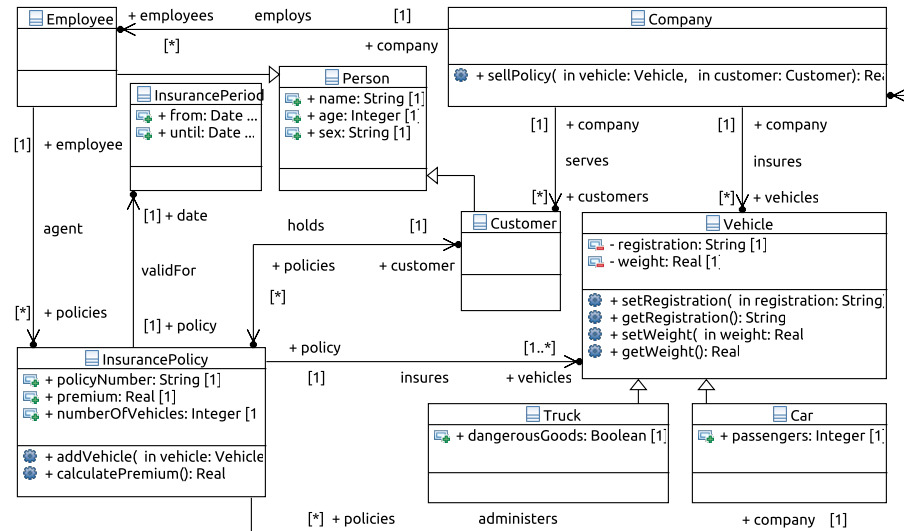 Employee
+ employees employs [1]
[*] + company
Company
+ sellPolicy( in vehicle: Vehicle, in customer: Customer): Rea
InsurancePeriod
+ from: Date ...
+ until: Date ...
Person
+ name: String [1]
+ age: Integer [1]
+ sex: String [1]
[1] + employee
agent
[*] + policies
[1] + company
serves
[*] + customers
[1] + company
insures
[*] + vehicles
[1] + date
validFor
[1] + policy
holds [1]
+ policies + customer
[*]
Customer
Vehicle
- registration: String [1]
- weight: Real [1]
+ setRegistration( in registration: String)
+ getRegistration(): String
+ setWeight( in weight: Real
+ getWeight(): Real
InsurancePolicy
+ policyNumber: String [1]
+ premium: Real [1]
+ numberOfVehicles: Integer [1
+ addVehicle( in vehicle: Vehicle
+ calculatePremium(): Real
+ policy [1..*]
[1] insures + vehicles
Truck
+ dangerousGoods: Boolean [1]
Car
+ passengers: Integer [1]
[*] + policies administers + company [1]